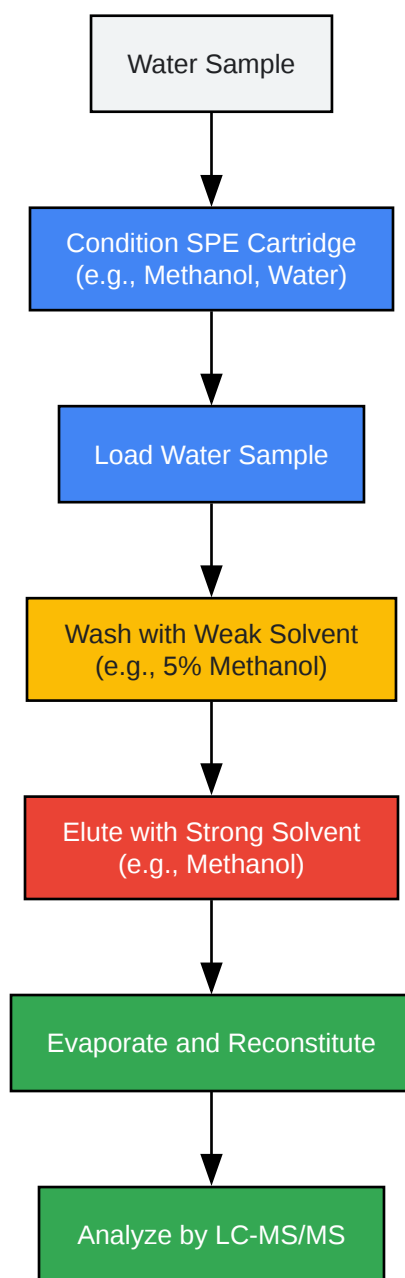 Water Sample
Condition SPE Cartridge
(e.g., Methanol, Water)
Load Water Sample
Wash with Weak Solvent
(e.g., 5% Methanol)
Elute with Strong Solvent
(e.g., Methanol)
Evaporate and Reconstitute
Analyze by LC-MS/MS